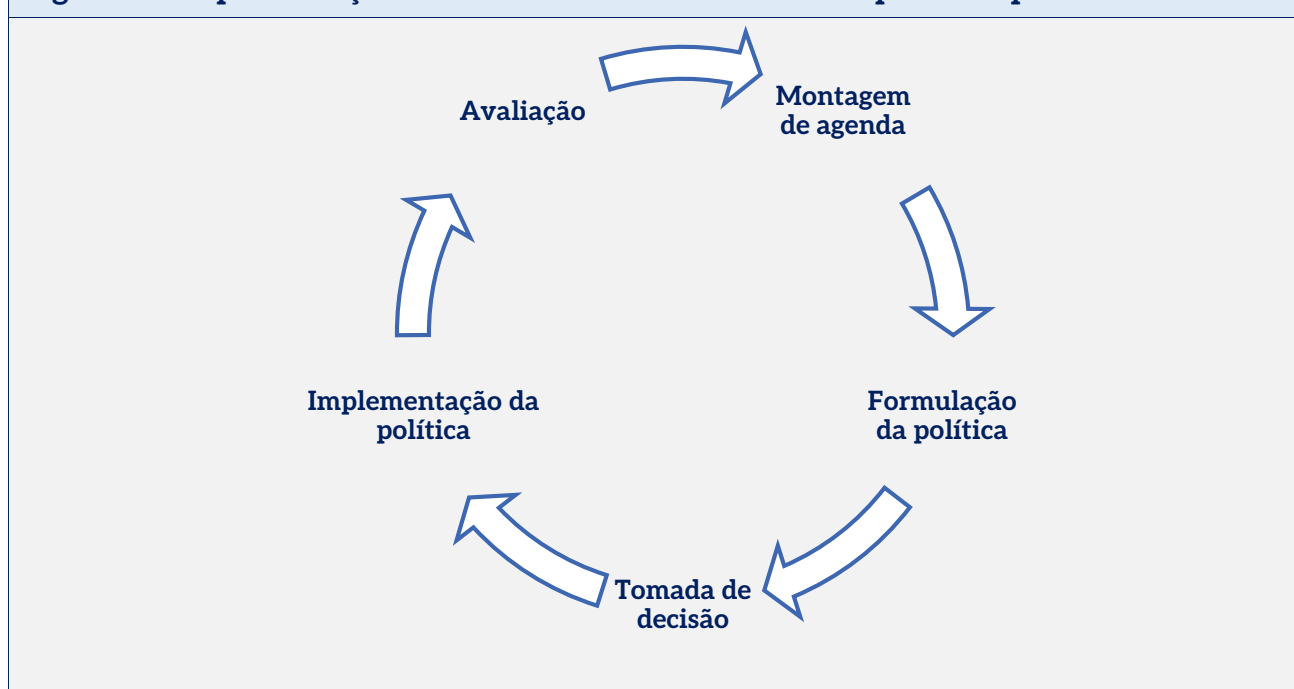 Avaliação
Montagem
de agenda
Implementação da
política
Formulação
da política
Tomada de
decisão